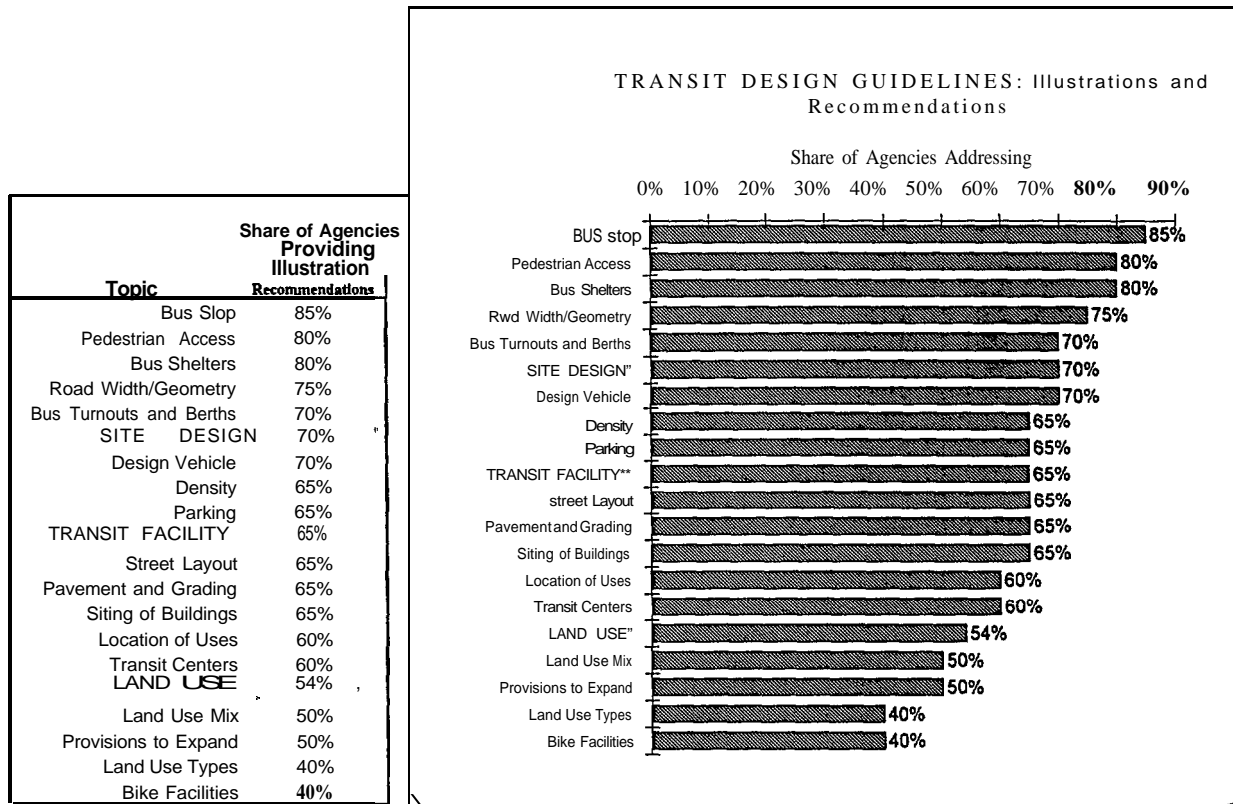 Share of Agencies
Providing
Illustration
Topic Recommendations
Bus Slop 85%
Pedestrian Access 80%
Bus Shelters 80%
Road Width/Geometry 75%
Bus Turnouts and Berths 70%
SITE DESIGN 70%
Design Vehicle 70%
Density 65%
Parking 65%
TRANSIT FACILITY 65%
Street Layout 65%
Pavement and Grading 65%
Siting of Buildings 65%
Location of Uses 60%
Transit Centers 60%
LAND USE 54%
Land Use Mix 50%
Provisions to Expand 50%
Land Use Types 40%
Bike Facilities 40%
TRANSIT DESIGN GUIDELINES: Illustrations and
Recommendations
Share of Agencies Addressing
0% 10% 20% 30% 40% 50% 60% 70% 80% 90%
BUS stop 85%
Pedestrian Access 80%
Bus Shelters 80%
Rwd Width/Geometry 75%
Bus Turnouts and Berths 70%
SITE DESIGN" 70%
Design Vehicle 70%
Density 65%
Parking 65%
TRANSIT FACILITY** 65%
street Layout 65%
Pavement and Grading 65%
Siting of Buildings 65%
Location of Uses 60%
Transit Centers 60%
LAND USE" 54%
Land Use Mix 50%
Provisions to Expand 50%
Land Use Types 40%
Bike Facilities 40%